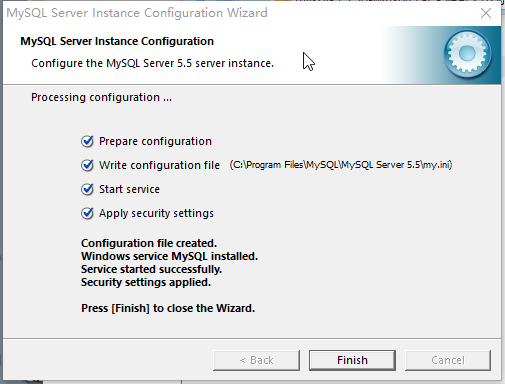 MySQL Server Instance Configuration Wizard
MySQL Server Instance Configuration
Configure the MySQL Server 5.5 server instance.
Processing configuration ...
Prepare configuration
Write configuration file (C:\Program Files\MySQL\MySQL Server 5.5\my.ini)
Start service
Apply security settings
Configuration file created.
Windows service MySQL installed.
Service started successfully.
Security settings applied.
Press [Finish] to close the Wizard.
< Back Finish Cancel